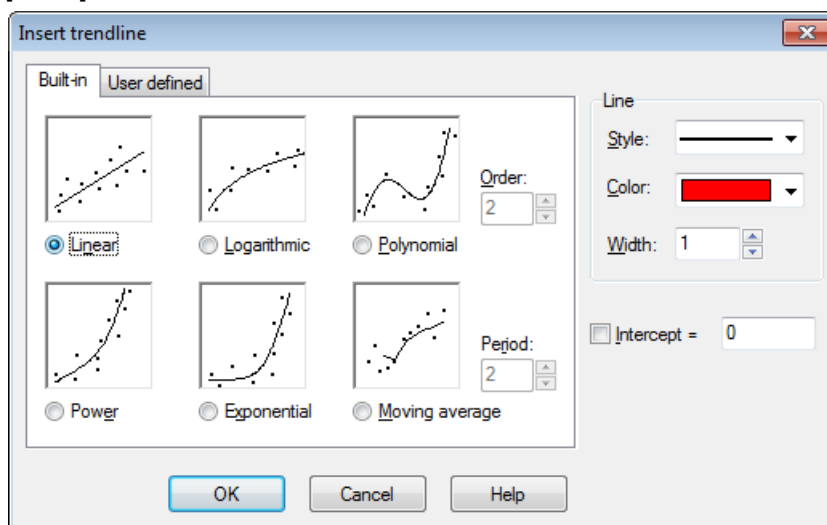 Insert trendline
Built-in
User defined
Linear
Logarithmic
Polynomial
Order:
2
Power
Exponential
Moving average
Period:
2
Line
Style:
Color:
Width:
1
Intercept =
0
OK
Cancel
Help